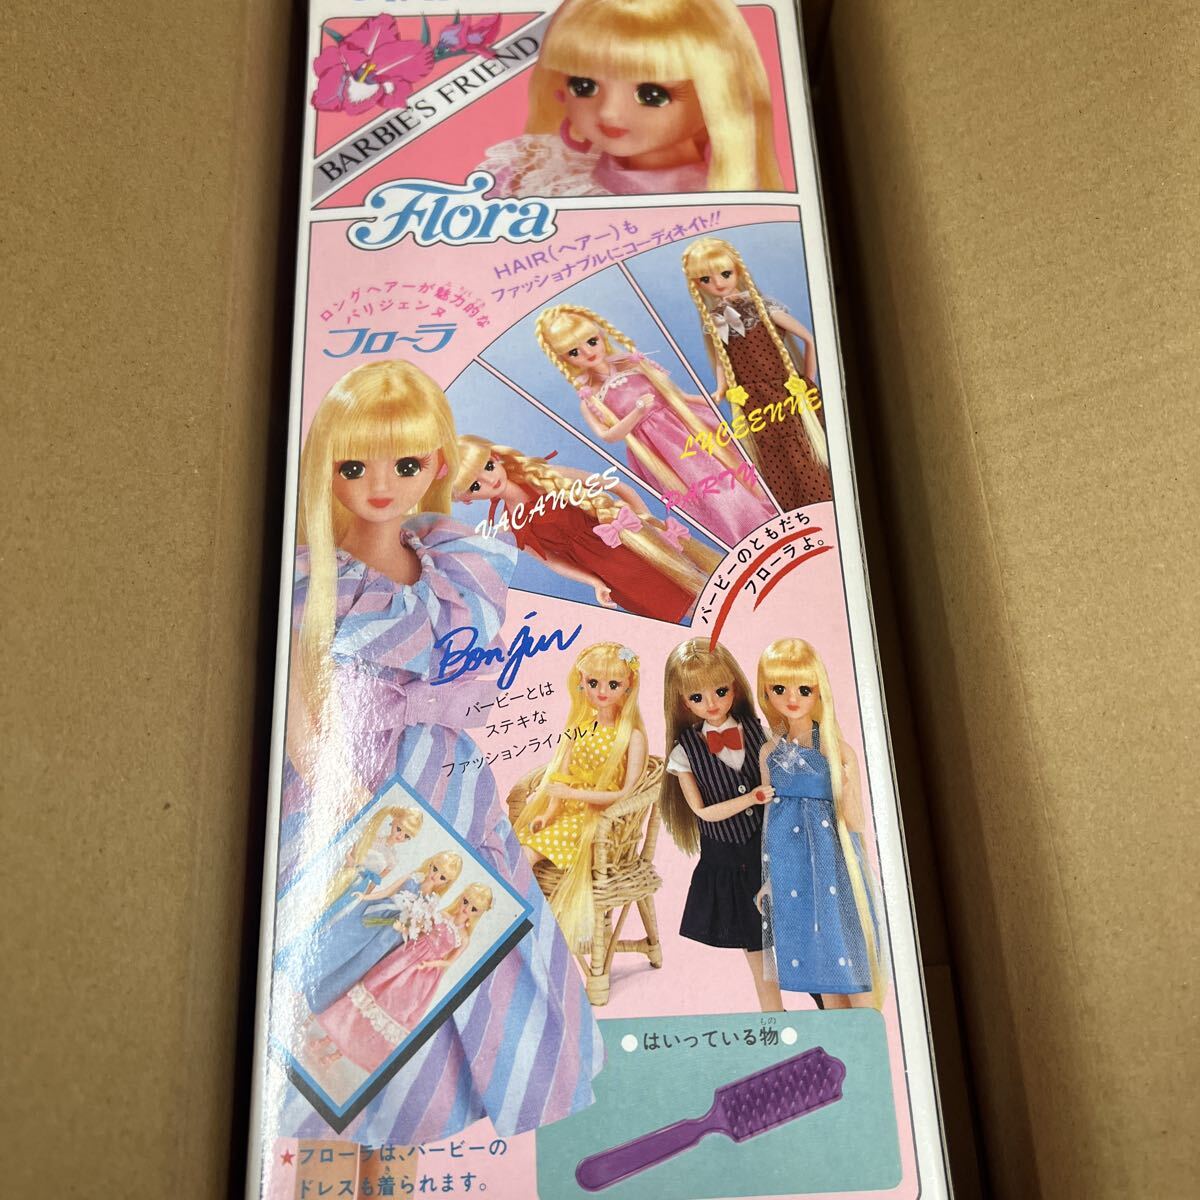 BARBIE'S FRIEND
Flora
HAIR(ヘアー)も
ファッショナブルにコーディネイト!!
ロングヘアーが魅力的な
パリジェンヌ
フローラ
VACANCES
PARTY
LYCEENNE
バービーのともだち
フローラよ。
Bonjur
バービーとは
ステキな
ファッションライバル!
●はいっている物●
もの
★フローラは、バービーの
ドレスも着られます。